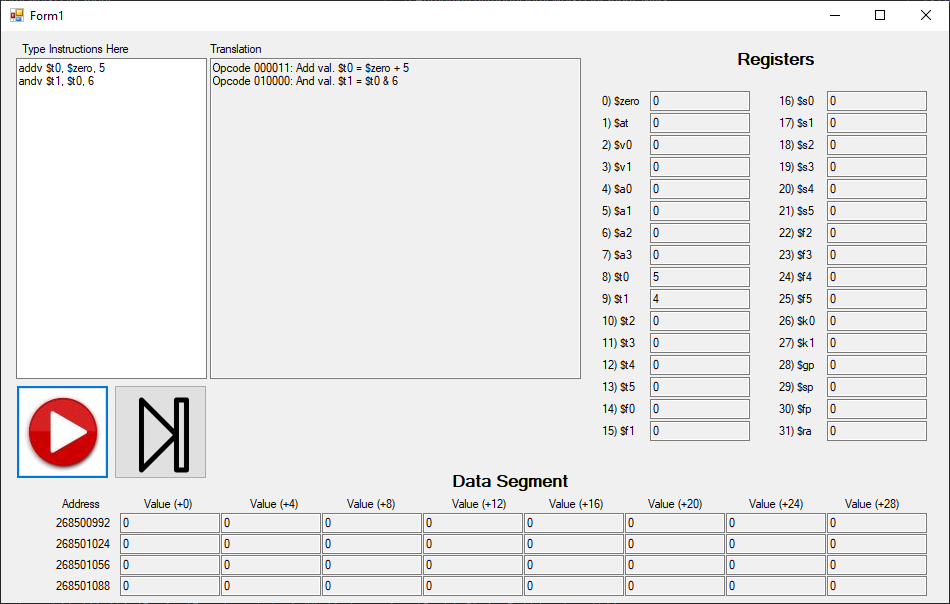 Form1
Type Instructions Here
Translation
addv $t0, $zero, 5
andv $t1, $t0, 6
Opcode 000011: Add val. $t0 = $zero + 5
Opcode 010000: And val. $t1 = $t0 & 6
Registers
0) $zero 0 16) $s0 0
1) $at 0 17) $s1 0
2) $v0 0 18) $s2 0
3) $v1 0 19) $s3 0
4) $a0 0 20) $s4 0
5) $a1 0 21) $s5 0
6) $a2 0 22) $f2 0
7) $a3 0 23) $f3 0
8) $t0 5 24) $f4 0
9) $t1 4 25) $f5 0
10) $t2 0 26) $k0 0
11) $t3 0 27) $k1 0
12) $t4 0 28) $gp 0
13) $t5 0 29) $sp 0
14) $f0 0 30) $fp 0
15) $f1 0 31) $ra 0
Data Segment
Address Value (+0) Value (+4) Value (+8) Value (+12) Value (+16) Value (+20) Value (+24) Value (+28)
268500992 0 0 0 0 0 0 0 0
268501024 0 0 0 0 0 0 0 0
268501056 0 0 0 0 0 0 0 0
268501088 0 0 0 0 0 0 0 0